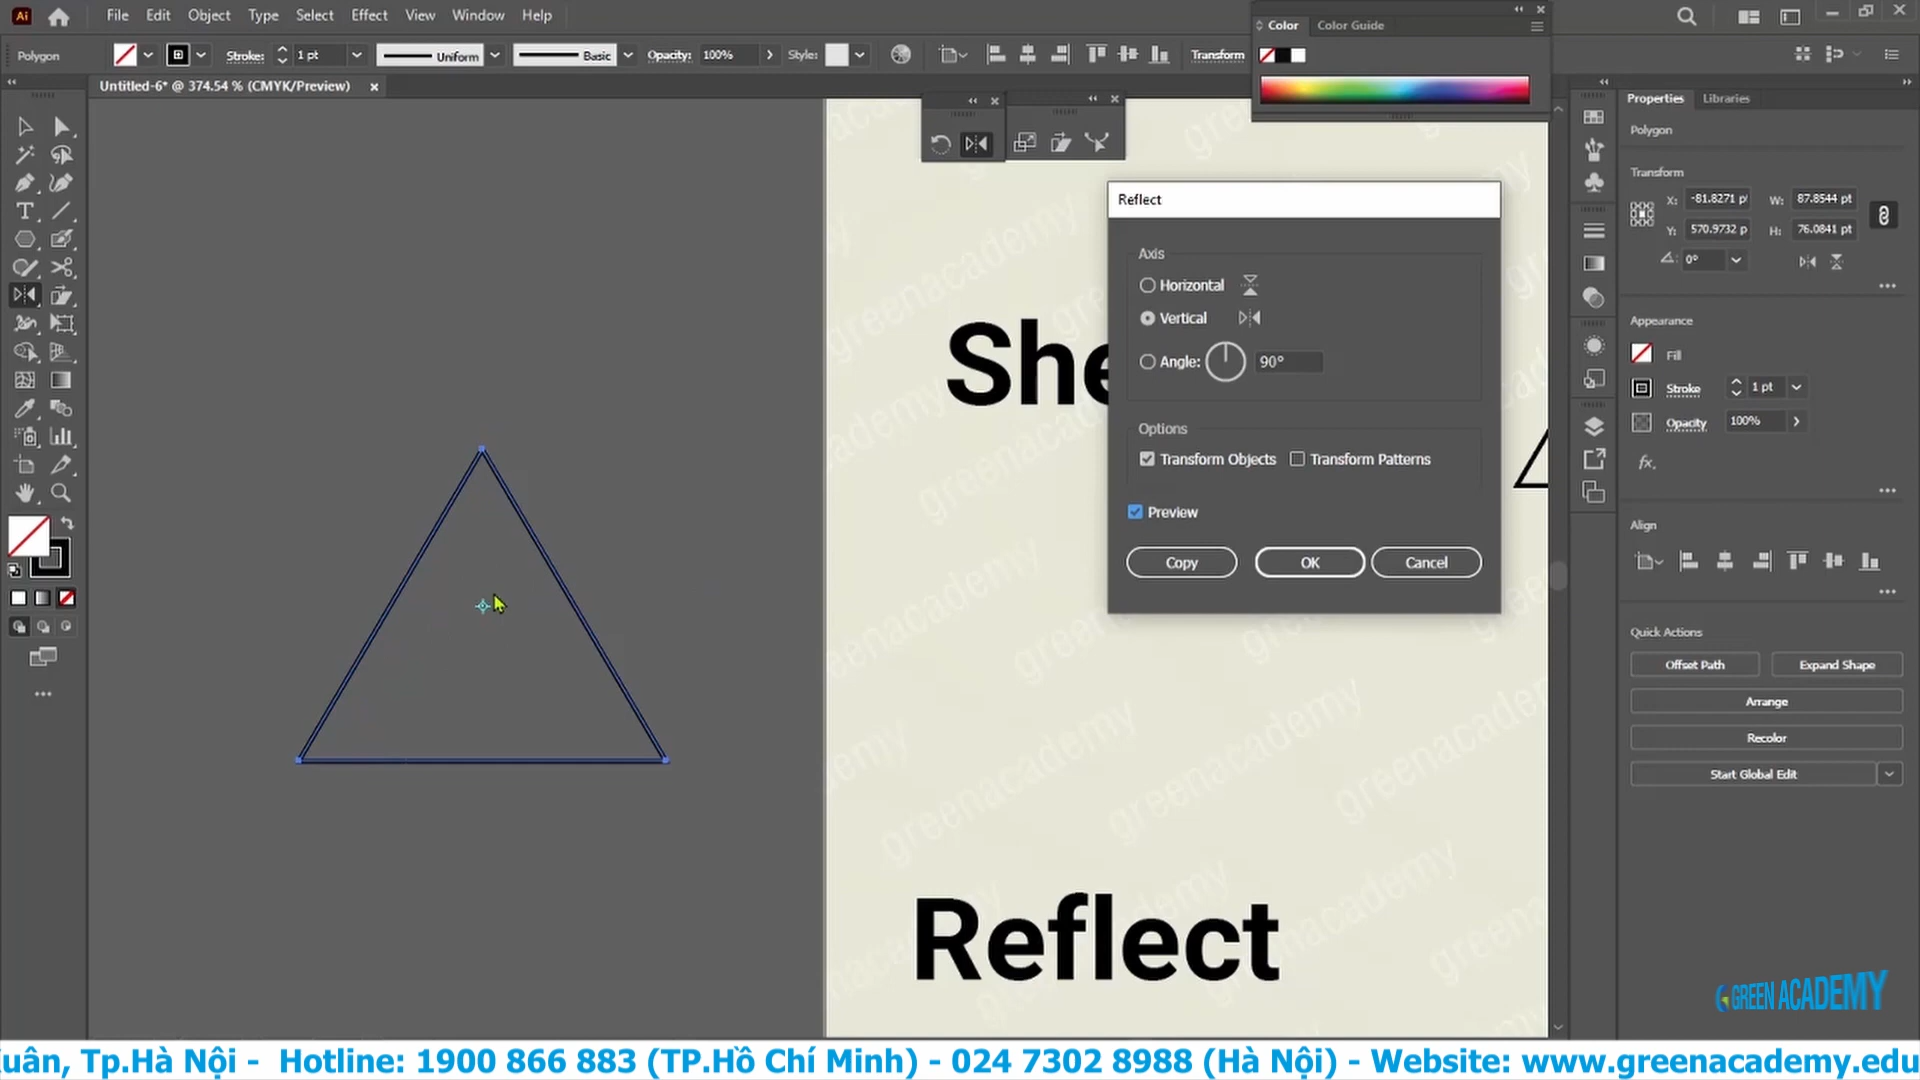 Ai File Edit Object Type Select Effect View Window Help
Color Color Guide
Polygon Stroke: 1 pt Uniform Basic Opacity: 100% Style: Transform
Untitled-6* @ 374.54 % (CMYK/Preview)
Properties Libraries
Polygon
Transform
X: -81.8271 p W: 87.8544 pt
Y: 570.9732 p H: 76.0841 pt
0°
Reflect
Axis
Horizontal
Vertical
Angle: 90°
Options
Transform Objects Transform Patterns
Preview
Copy OK Cancel
Appearance
Fill
Stroke 1 pt
Opacity 100%
fx.
Align
Quick Actions
Offset Path Expand Shape
Arrange
Recolor
Start Global Edit
She
Reflect
greenacademy
GREEN ACADEMY
Xuân, Tp.Hà Nội - Hotline: 1900 866 883 (TP.Hồ Chí Minh) - 024 7302 8988 (Hà Nội) - Website: www.greenacademy.edu